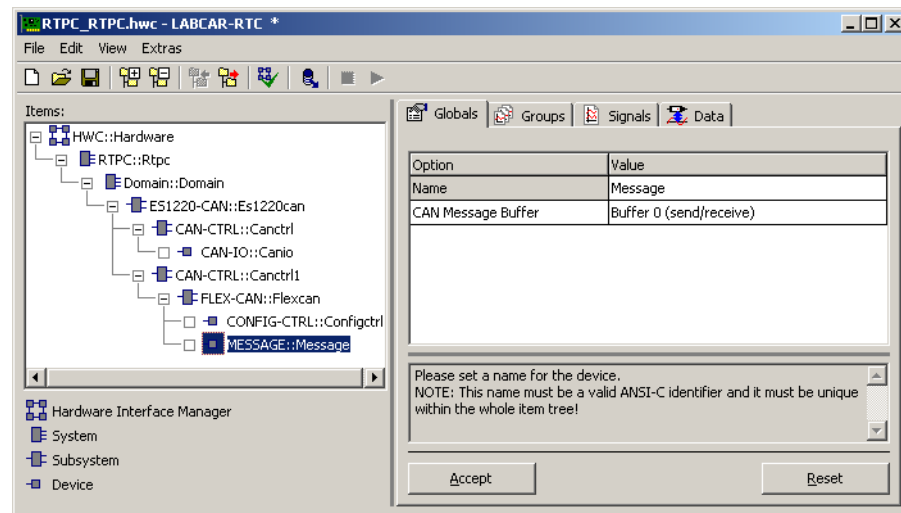 RTPC_RTPC.hwc - LABCAR-RTC *
File Edit View Extras
Items:
HWC::Hardware
RTPC::Rtpc
Domain::Domain
ES1220-CAN::Es1220can
CAN-CTRL::Canctrl
CAN-IO::Canio
CAN-CTRL::Canctrl1
FLEX-CAN::Flexcan
CONFIG-CTRL::Configctrl
MESSAGE::Message
Hardware Interface Manager
System
Subsystem
Device
Globals Groups Signals Data
Option Value
Name Message
CAN Message Buffer Buffer 0 (send/receive)
Please set a name for the device.
NOTE: This name must be a valid ANSI-C identifier and it must be unique
within the whole item tree!
Accept Reset